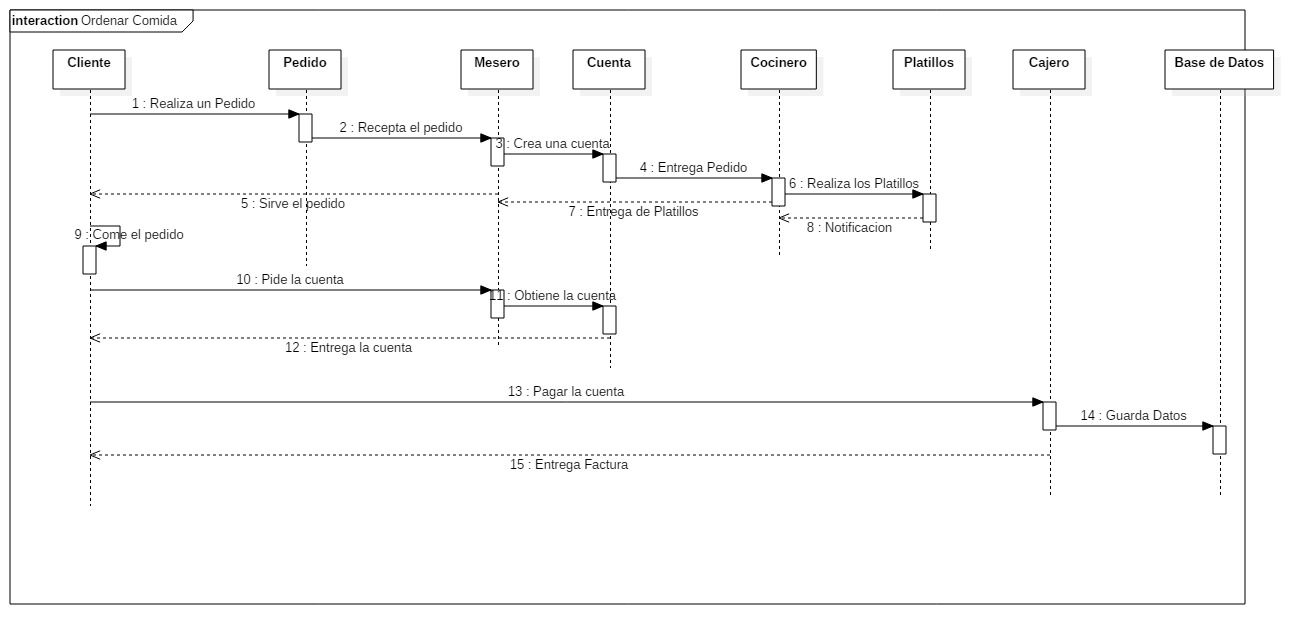 interaction Ordenar Comida
Cliente
Pedido
Mesero
Cuenta
Cocinero
Platillos
Cajero
Base de Datos
1 : Realiza un Pedido
2 : Recepta el pedido
3 : Crea una cuenta
4 : Entrega Pedido
6 : Realiza los Platillos
5 : Sirve el pedido
7 : Entrega de Platillos
8 : Notificacion
9 : Come el pedido
10 : Pide la cuenta
11 : Obtiene la cuenta
12 : Entrega la cuenta
13 : Pagar la cuenta
14 : Guarda Datos
15 : Entrega Factura